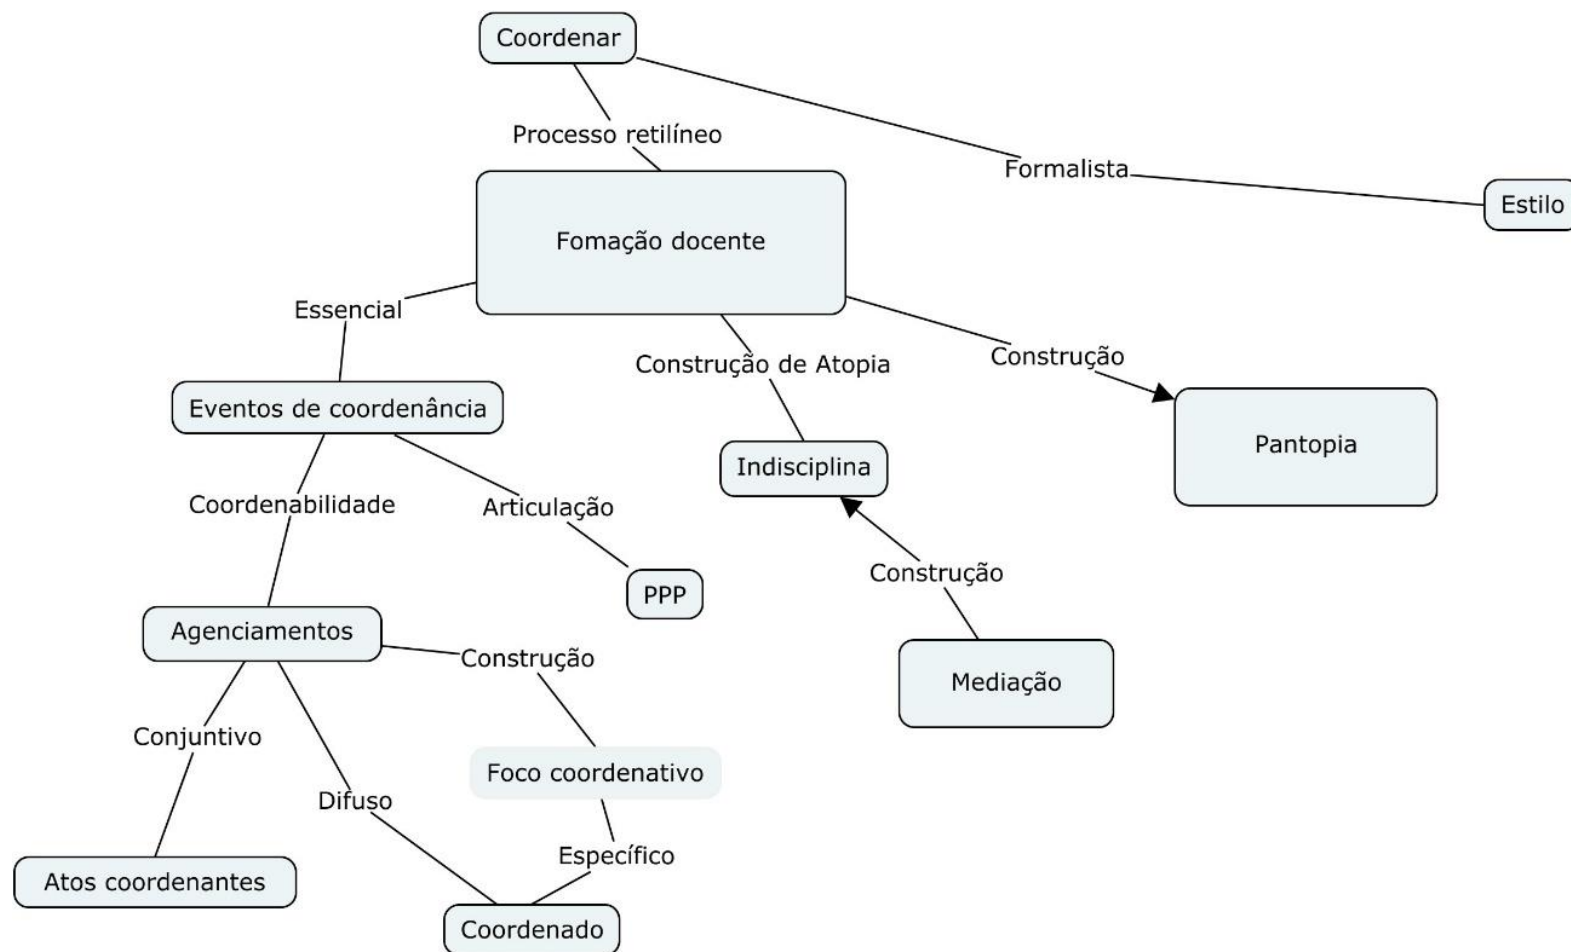 Coordenar
Processo retilíneo
Formalista
Estilo
Fomação docente
Essencial
Construção de Atopia
Construção
Eventos de coordenância
Pantopia
Indisciplina
Coordenabilidade
Articulação
Construção
PPP
Agenciamentos
Construção
Mediação
Conjuntivo
Foco coordenativo
Difuso
Específico
Atos coordenantes
Coordenado